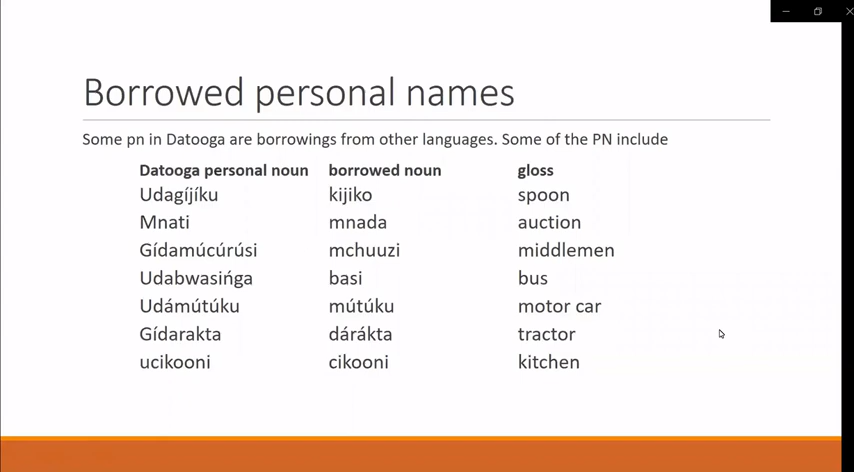 Borrowed personal names
Some pn in Datooga are borrowings from other languages. Some of the PN include
Datooga personal noun borrowed noun gloss
Udagíjíku kijiko spoon
Mnati mnada auction
Gídamúcúrúsi mchuuzi middlemen
Udabwasińga basi bus
Udámútúku mútúku motor car
Gídarakta dárákta tractor
ucikooni cikooni kitchen